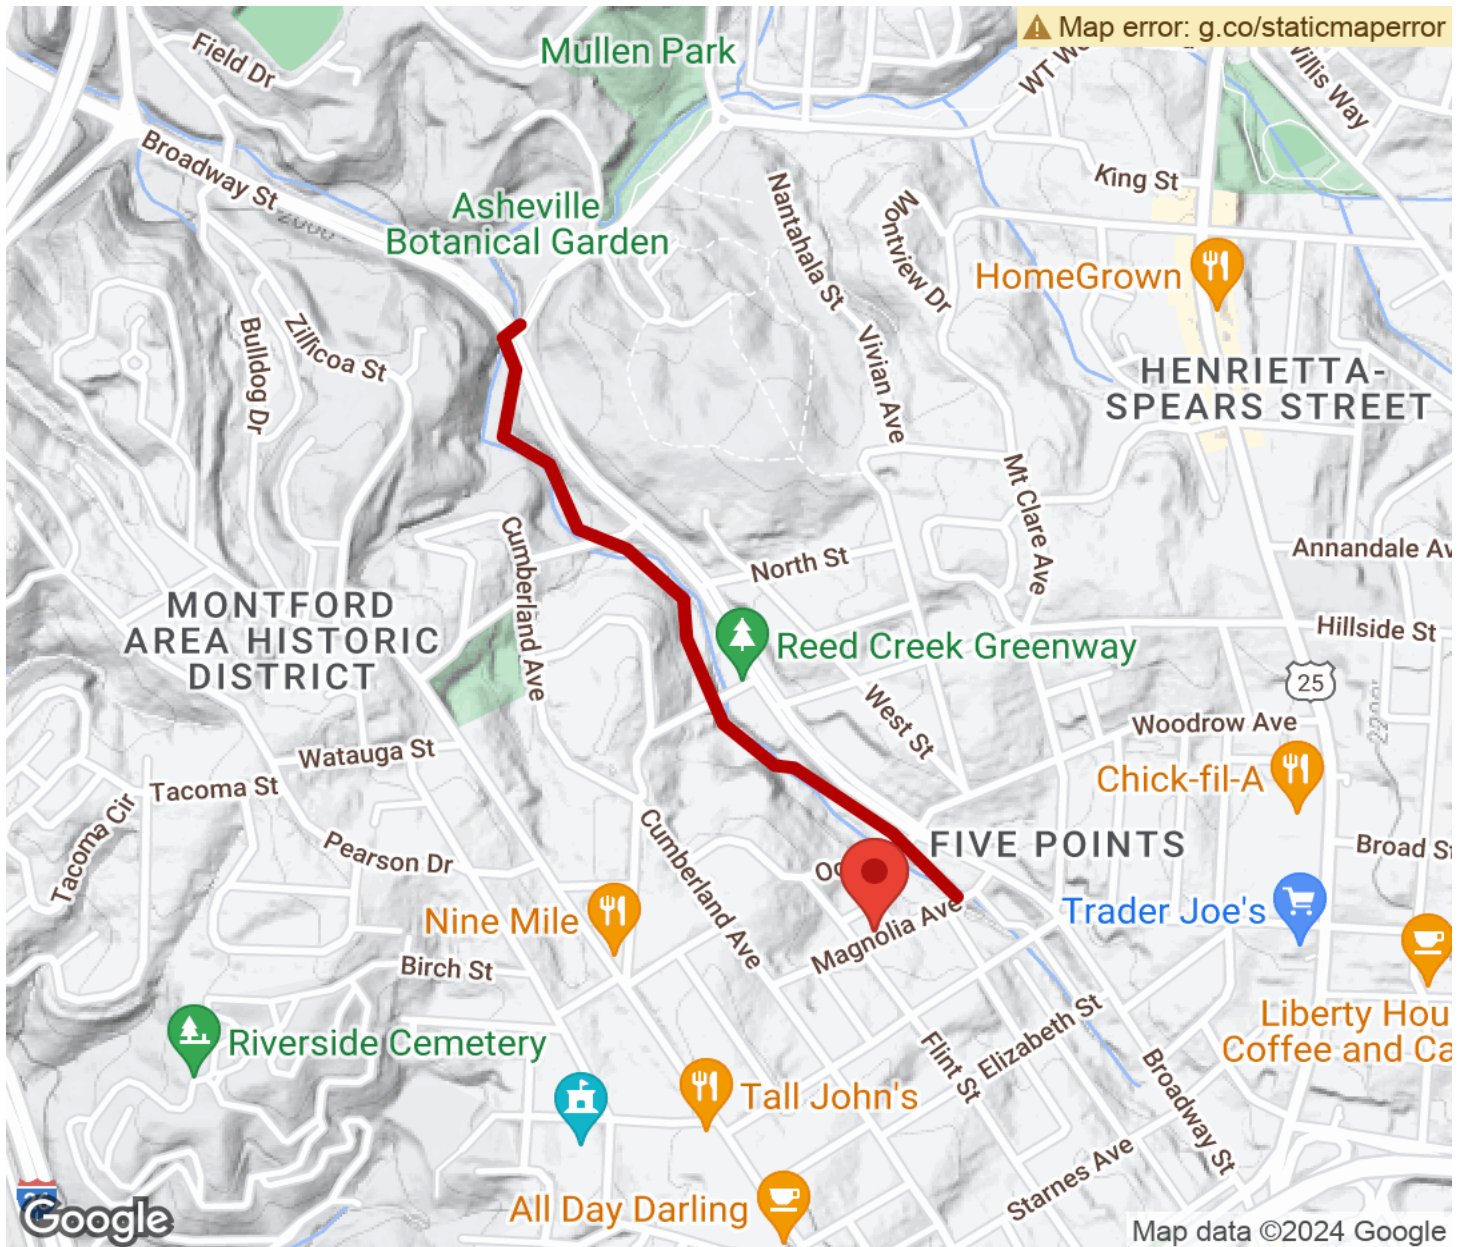 Map error: g.co/staticmaperror
Field Dr
Mullen Park
Willis Way
Broadway St
King St
Asheville
Botanical Garden
Nantahala St
Montview Dr
HomeGrown
Bulldog Dr
Zillicoa St
Vivian Ave
HENRIETTA-
SPEARS STREET
Mt Clare Ave
Cumberland Ave
North St
Annandale Av
MONTFORD
AREA HISTORIC
DISTRICT
Reed Creek Greenway
Hillside St
25
West St
Woodrow Ave
Watauga St
Tacoma St
Tacoma Cir
Chick-fil-A
Pearson Dr
Cumberland Ave
FIVE POINTS
Broad St
Nine Mile
Magnolia Ave
Trader Joe's
Birch St
Riverside Cemetery
Flint St
Elizabeth St
Liberty Hou
Coffee and Ca
Tall John's
Broadway St
All Day Darling
Starnes Ave
Google
Map data ©2024 Google